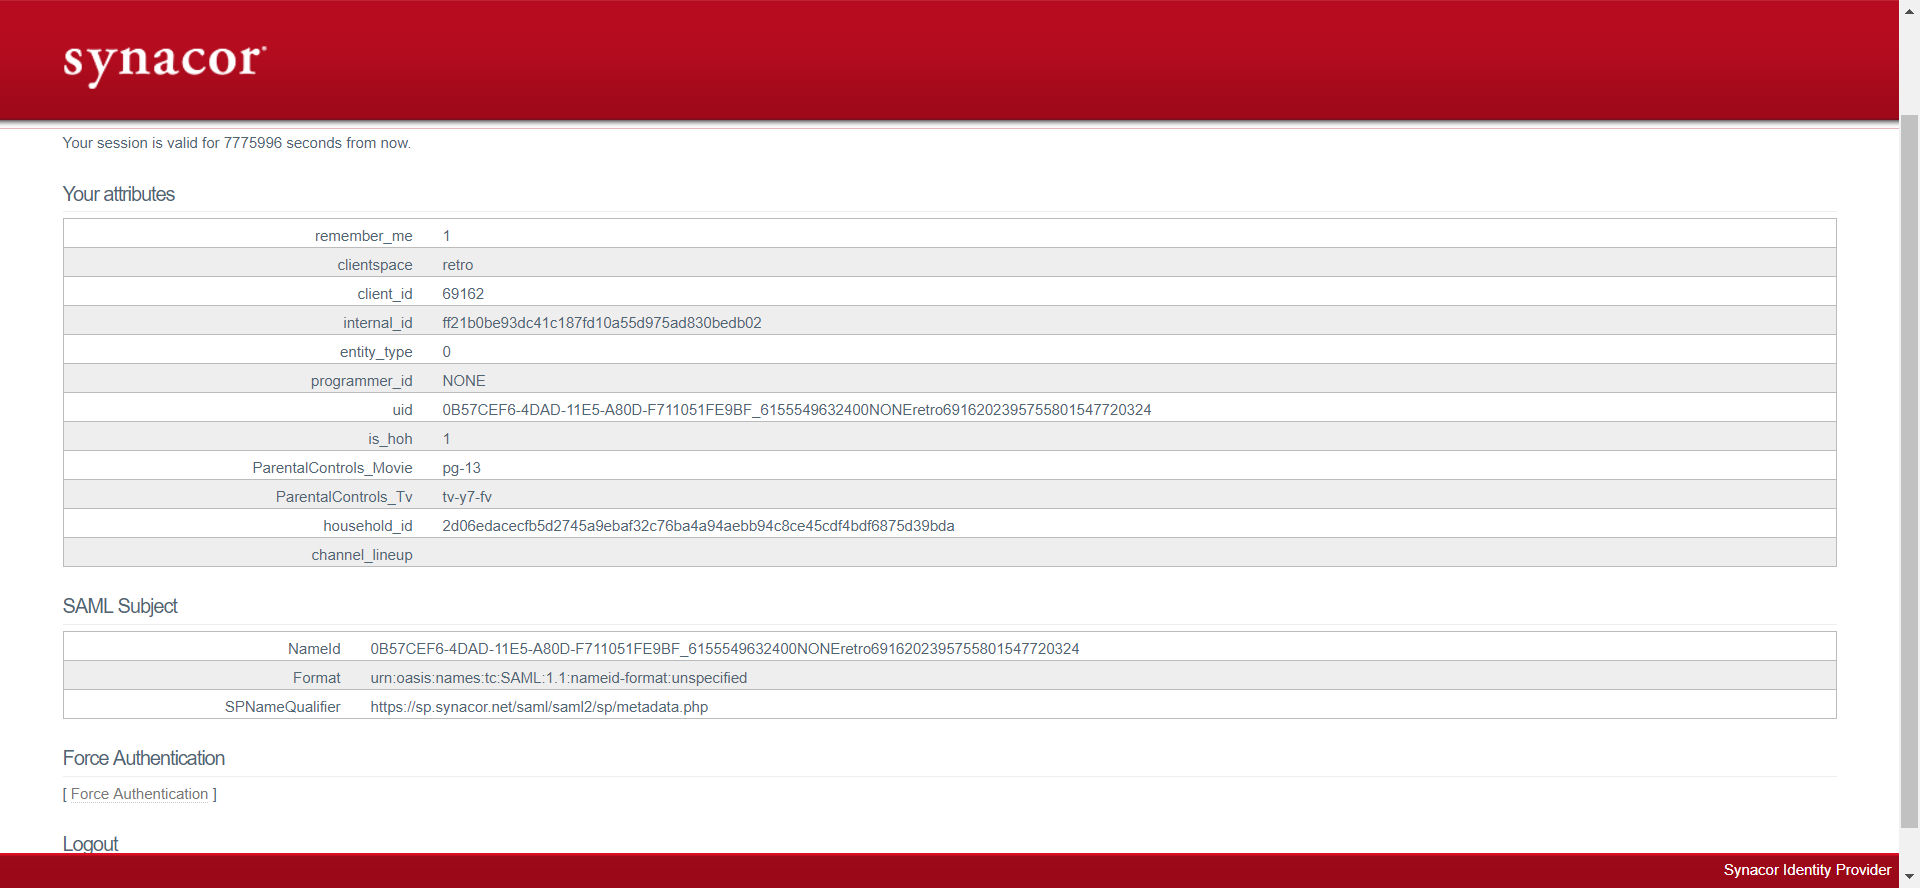 synacor
Your session is valid for 7775996 seconds from now.
Your attributes
remember_me 1
clientspace retro
client_id 69162
internal_id ff21b0be93dc41c187fd10a55d975ad830bedb02
entity_type 0
programmer_id NONE
uid 0B57CEF6-4DAD-11E5-A80D-F711051FE9BF_6155549632400NONEretro6916202395755801547720324
is_hoh 1
ParentalControls_Movie pg-13
ParentalControls_Tv tv-y7-fv
household_id 2d06edacecfb5d2745a9ebaf32c76ba4a94aebb94c8ce45cdf4bdf6875d39bda
channel_lineup
SAML Subject
NameId 0B57CEF6-4DAD-11E5-A80D-F711051FE9BF_6155549632400NONEretro6916202395755801547720324
Format urn:oasis:names:tc:SAML:1.1:nameid-format:unspecified
SPNameQualifier https://sp.synacor.net/saml/saml2/sp/metadata.php
Force Authentication
[ Force Authentication ]
Logout
Synacor Identity Provider